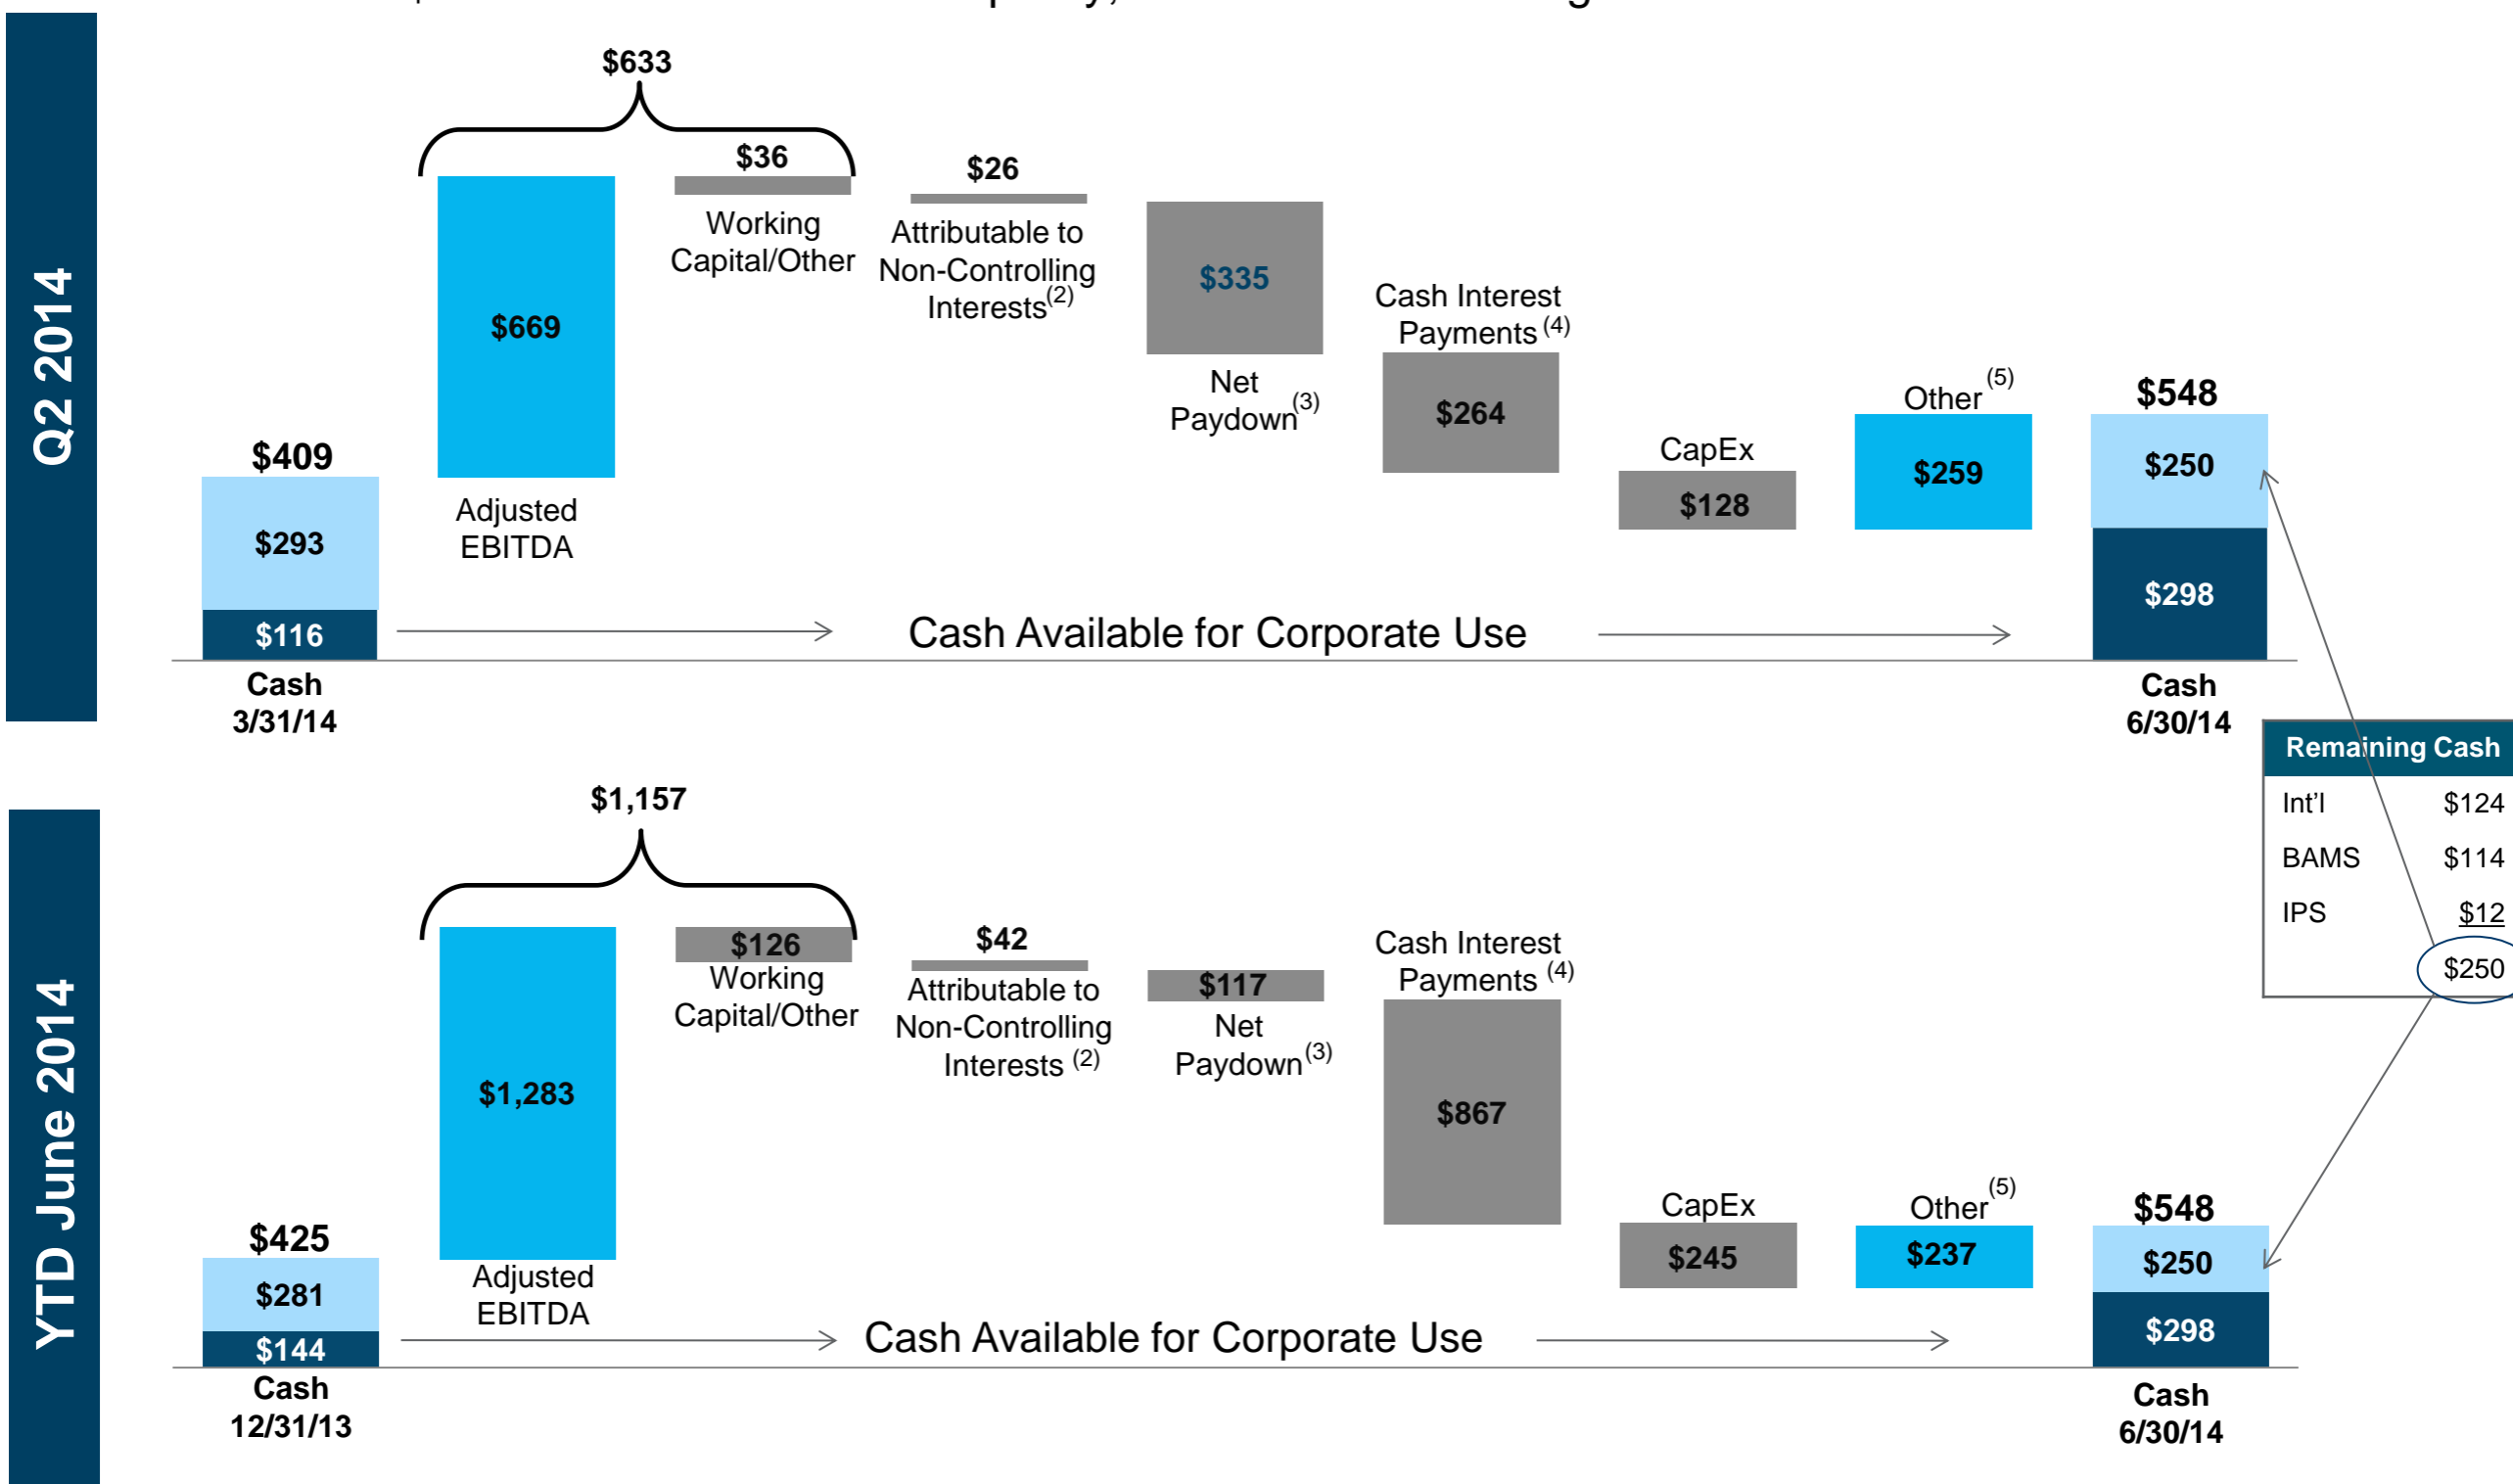 Q2 2014
$633
$36
Working
Capital/Other
$26
Attributable to
Non-Controlling
Interests(2)
$669
Adjusted
EBITDA
$335
Net
Paydown(3)
Cash Interest
Payments (4)
$264
CapEx
$128
Other (5)
$259
$409
$293
$116
Cash
3/31/14
Cash Available for Corporate Use
$548
$250
$298
Cash
6/30/14
Remaining Cash
Int'l $124
BAMS $114
IPS $12
$250
YTD June 2014
$1,157
$126
Working
Capital/Other
$42
Attributable to
Non-Controlling
Interests (2)
$1,283
Adjusted
EBITDA
$117
Net
Paydown(3)
Cash Interest
Payments (4)
$867
CapEx
$245
Other (5)
$237
$425
$281
$144
Cash
12/31/13
Cash Available for Corporate Use
$548
$250
$298
Cash
6/30/14